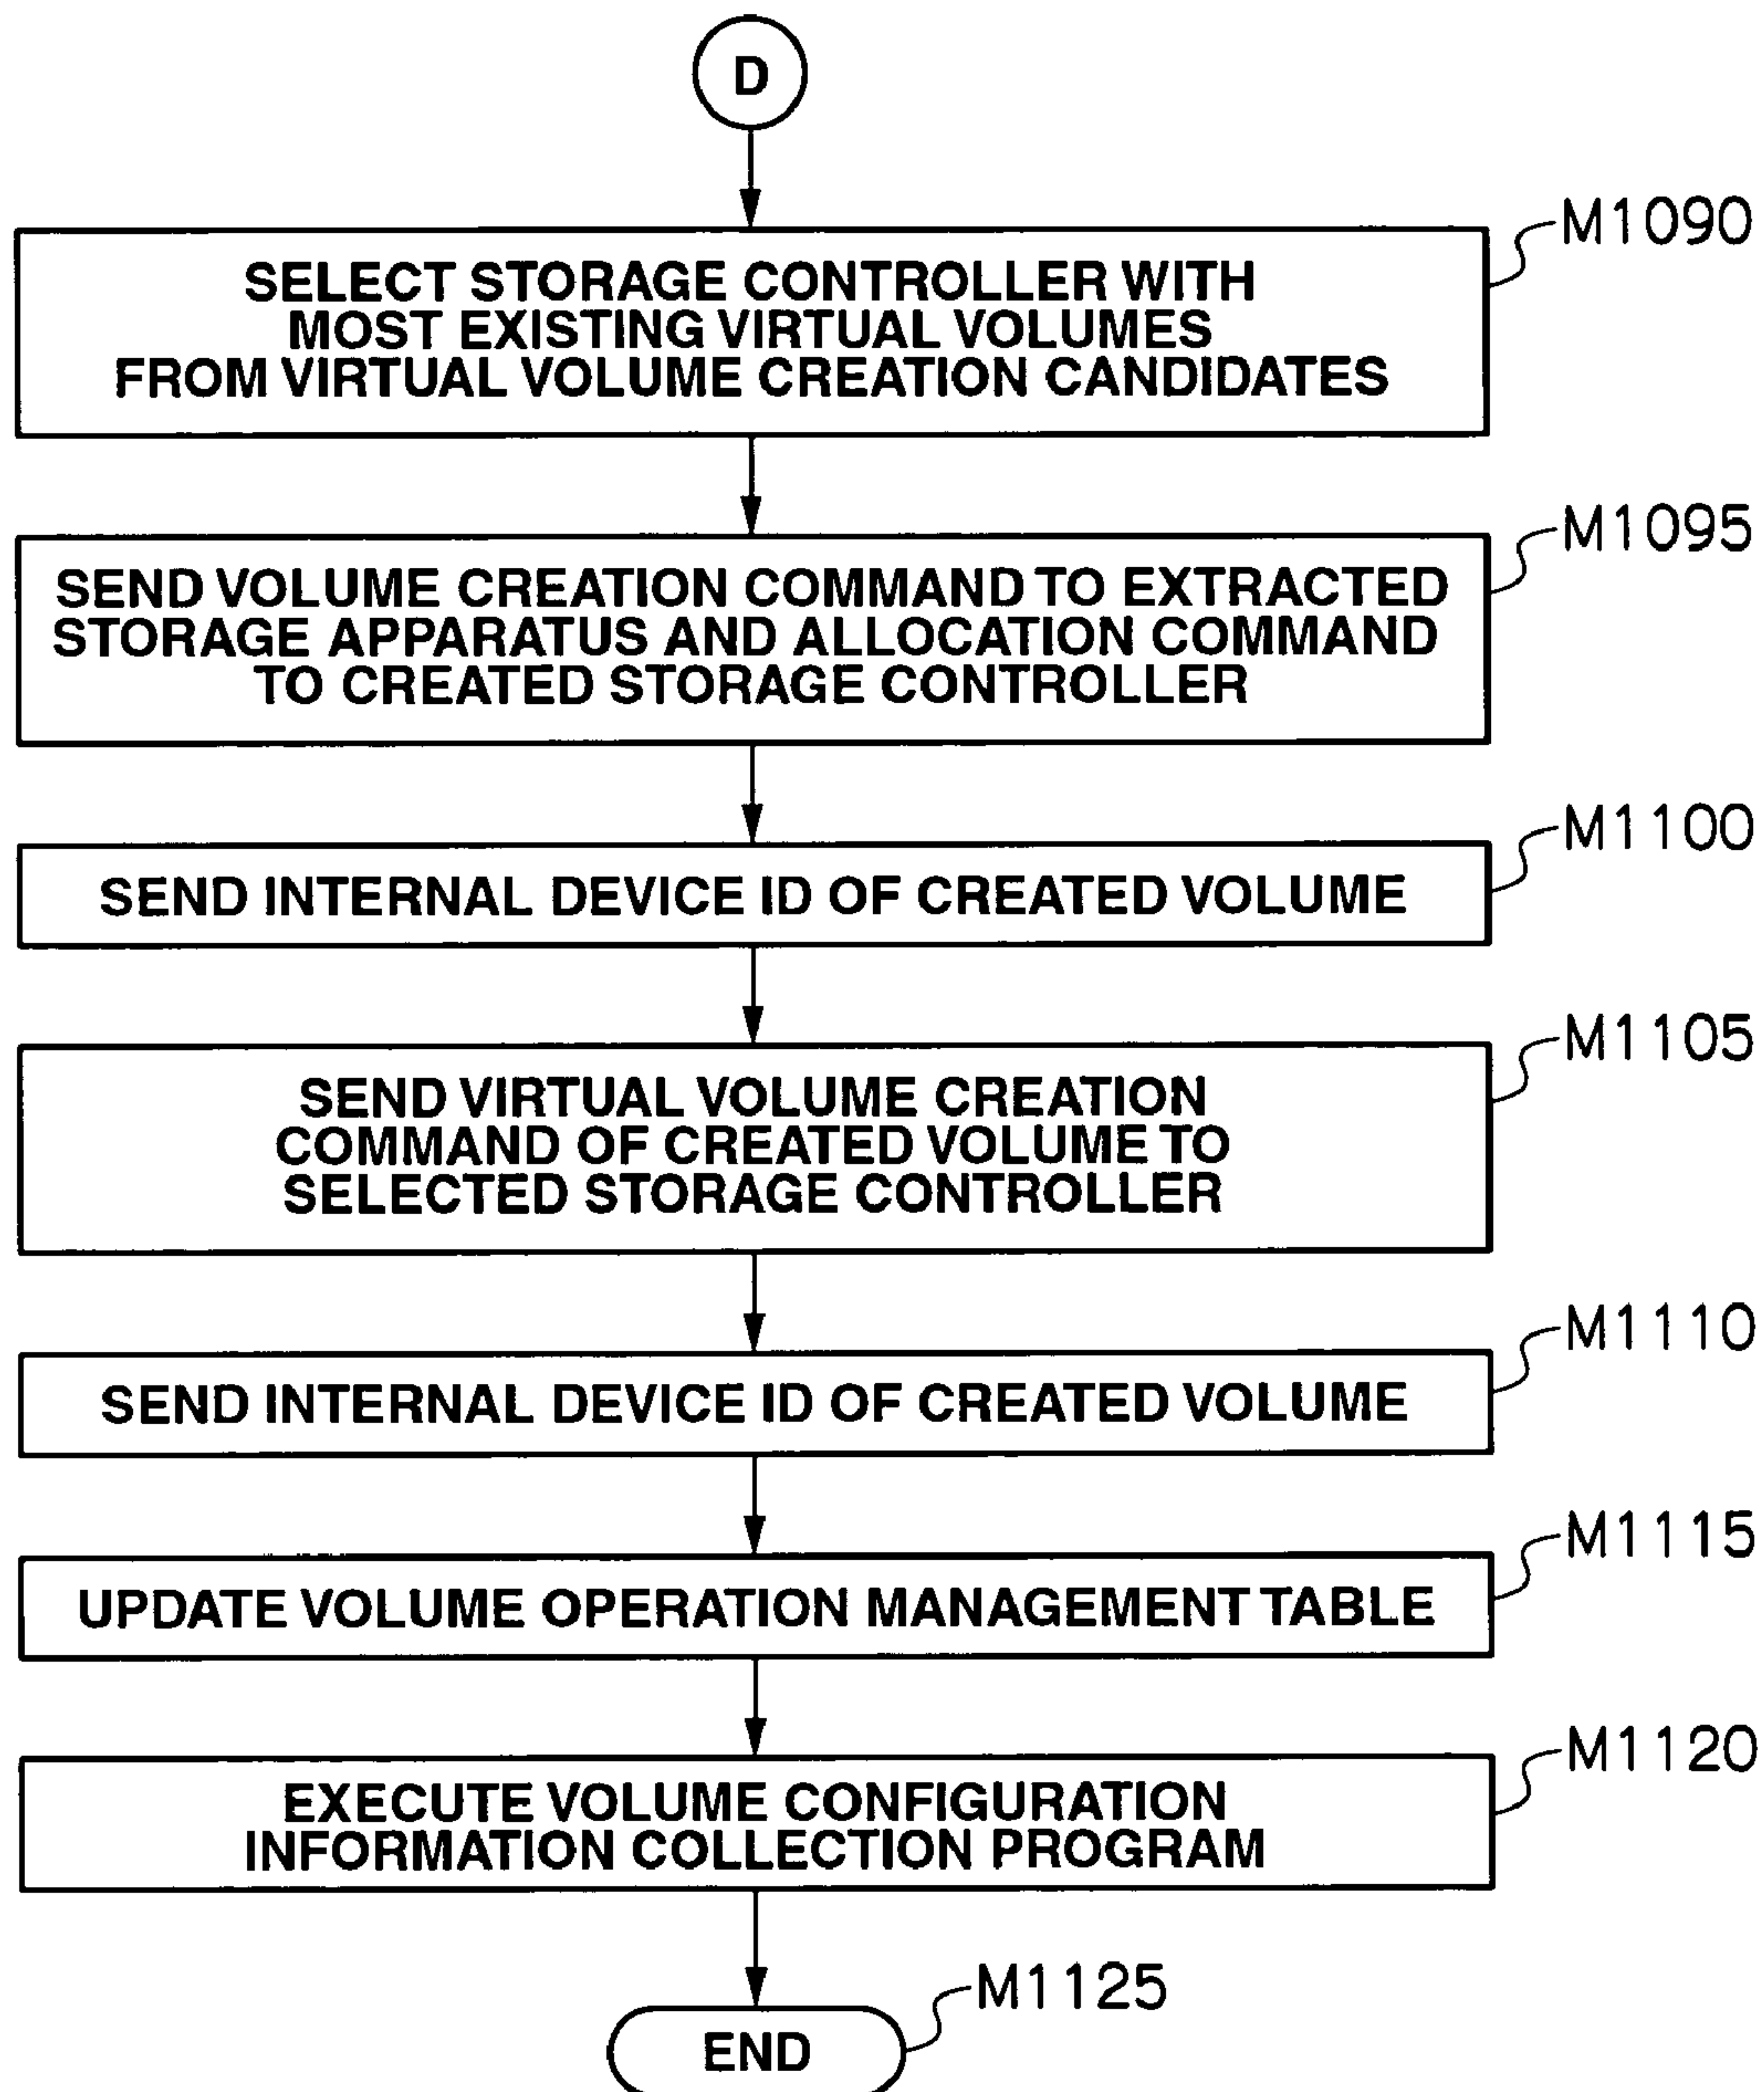 D
M1090
SELECT STORAGE CONTROLLER WITH
MOST EXISTING VIRTUAL VOLUMES
FROM VIRTUAL VOLUME CREATION CANDIDATES
M1095
SEND VOLUME CREATION COMMAND TO EXTRACTED
STORAGE APPARATUS AND ALLOCATION COMMAND
TO CREATED STORAGE CONTROLLER
M1100
SEND INTERNAL DEVICE ID OF CREATED VOLUME
M1105
SEND VIRTUAL VOLUME CREATION
COMMAND OF CREATED VOLUME TO
SELECTED STORAGE CONTROLLER
M1110
SEND INTERNAL DEVICE ID OF CREATED VOLUME
M1115
UPDATE VOLUME OPERATION MANAGEMENT TABLE
M1120
EXECUTE VOLUME CONFIGURATION
INFORMATION COLLECTION PROGRAM
M1125
END